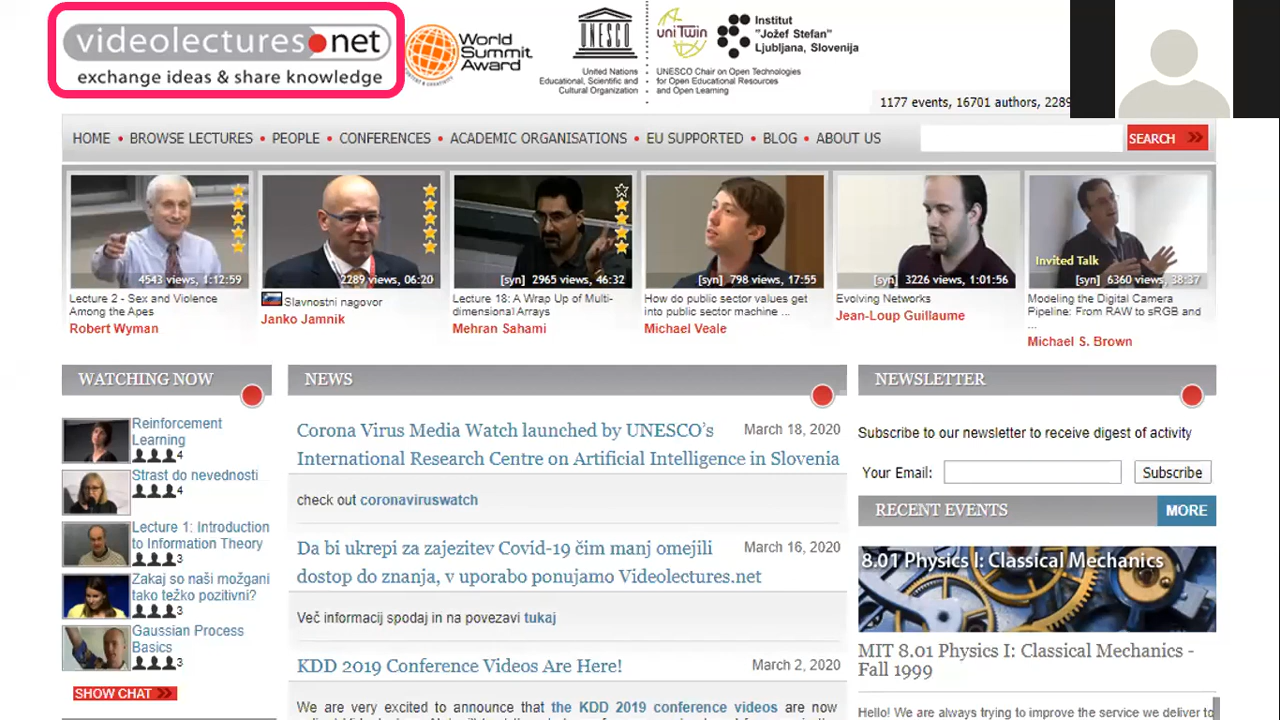 videolectures.net
exchange ideas & share knowledge
World
Summit
Award
UNESCO
United Nations
Educational, Scientific and
Cultural Organization
uniTwin
UNESCO Chair on Open Technologies
for Open Educational Resources
and Open Learning
Institut
"Jožef Stefan"
Ljubljana, Slovenija
1177 events, 16701 authors, 2289
HOME • BROWSE LECTURES • PEOPLE • CONFERENCES • ACADEMIC ORGANISATIONS • EU SUPPORTED • BLOG • ABOUT US
SEARCH
4543 views, 1:12:59
Lecture 2 - Sex and Violence
Among the Apes
Robert Wyman
2289 views, 06:20
Slavnostni nagovor
Janko Jamnik
[syn] 2965 views, 46:32
Lecture 18: A Wrap Up of Multi-
dimensional Arrays
Mehran Sahami
[syn] 798 views, 17:55
How do public sector values get
into public sector machine ...
Michael Veale
[syn] 3226 views, 1:01:56
Evolving Networks
Jean-Loup Guillaume
Invited Talk
[syn] 6360 views, 38:37
Modeling the Digital Camera
Pipeline: From RAW to sRGB and
...
Michael S. Brown
WATCHING NOW
Reinforcement
Learning
4
Strast do nevednosti
4
Lecture 1: Introduction
to Information Theory
3
Zakaj so naši možgani
tako težko pozitivni?
3
Gaussian Process
Basics
3
SHOW CHAT
NEWS
Corona Virus Media Watch launched by UNESCO's March 18, 2020
International Research Centre on Artificial Intelligence in Slovenia
check out coronaviruswatch
Da bi ukrepi za zajezitev Covid-19 čim manj omejili March 16, 2020
dostop do znanja, v uporabo ponujamo Videolectures.net
Več informacij spodaj in na povezavi tukaj
KDD 2019 Conference Videos Are Here! March 2, 2020
We are very excited to announce that the KDD 2019 conference videos are now
NEWSLETTER
Subscribe to our newsletter to receive digest of activity
Your Email: Subscribe
RECENT EVENTS MORE
8.01 Physics I: Classical Mechanics
MIT 8.01 Physics I: Classical Mechanics -
Fall 1999
Hello! We are always trying to improve the service we deliver to